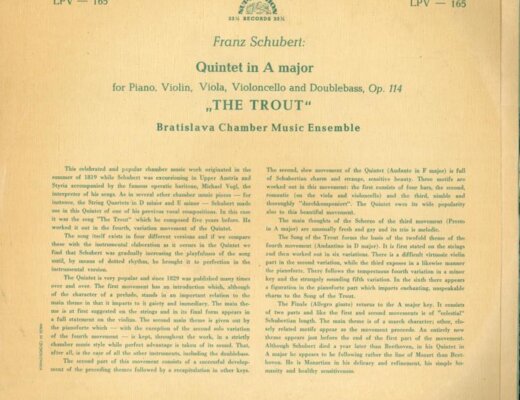 LPV — 165
LPV — 165
33⅓ RECORDS 33⅓
Franz Schubert:
Quintet in A major
for Piano, Violin, Viola, Violoncello and Doublebass, Op. 114
„THE TROUT“
Bratislava Chamber Music Ensemble
This celebrated and popular chamber music work originated in the
summer of 1819 while Schubert was excursioning in Upper Austria and
Styria accompanied by the famous operatic baritone, Michael Vogl, the
interpreter of his songs. As in several other chamber music pieces — for
instance, the String Quartets in D minor and E minor — Schubert made
use in this Quintet of one of his previous vocal compositions. In this case
it was the song "The Trout" which he composed five years before. He
worked it out in the fourth, variation movement of the Quintet.
The song itself exists in four different versions and if we compare
these with the instrumental elaboration as it occurs in the Quintet we
find that Schubert was gradually increasing the playfulness of the song
until, by means of dotted rhythm, he brought it to perfection in this
instrumental version.
The Quintet is very popular and since 1829 was published many times
over and over. The first movement has an introduction which, although
of the character of a prelude, stands in an important relation to the
main theme in that it imparts to it gaiety and immediacy. The main the-
me is at first suggested on the strings and in its final form appears in
a full statement on the violins. The second main theme is given out by
the pianoforte which — with the exception of the second solo variation
of the fourth movement — is kept, throughout the work, in a strictly
chamber music style while perfect advantage is taken of its sound. That,
after all, is the case of all the other instruments, including the doublebass.
The second part of this movement consists of a successful develop-
ment of the preceding themes followed by a recapitulation in other keys.
The second, slow movement of the Quintet (Andante in F major) is full
of Schubertian charm and strange, sensitive beauty. Three motifs are
worked out in this movement: the first consists of four bars, the second,
romantic (on the viola and violoncello) and the third, nimble and
thoroughly "durchkomponiert". The Quintet owes its wide popularity
also to this beautiful movement.
The main thoughts of the Scherzo of the third movement (Presto
in A major) are unusually fresh and gay and its trio is melodic.
The Song of the Trout forms the basis of the twofold theme of the
fourth movement (Andantino in D major). It is first stated on the strings
and then worked out in six variations. There is a difficult virtuosic violin
part in the second variation, while the third exposes in a likewise manner
the pianoforte. There follows the tempestuous fourth variation in a minor
key and the strangely sounding fifth variation. In the sixth there appears
a figuration in the pianoforte part which imparts enchanting, unspeakable
charm to the Song of the Trout.
The Finale (Allegro giusto) returns to the A major key. It consists
of two parts and like the first and second movements is of "celestial"
Schubertian length. The main theme is of a march character; other, clo-
sely related motifs appear as the movement proceeds. An entirely new
theme appears just before the end of the first part of the movement.
Although Schubert died a year later than Beethoven, in his Quintet in
A major he appears to be following rather the line of Mozart than Beet-
hoven. He is Mozartian in his delicacy and refinement, his simple hu-
manity and healthy sensitiveness.